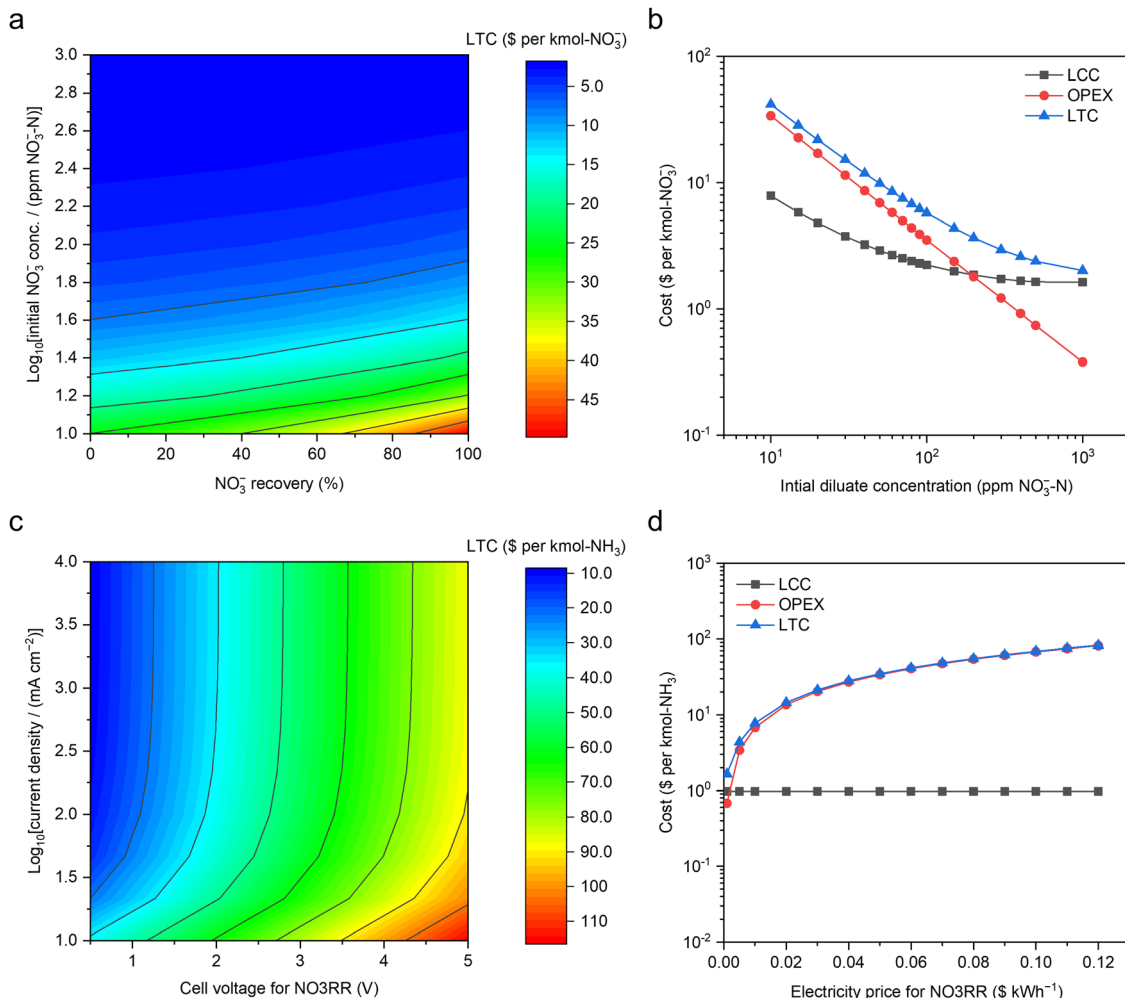 a
LTC ($ per kmol-NO₃⁻)
3.0
2.8
2.6
2.4
2.2
2.0
1.8
1.6
1.4
1.2
1.0
Log₁₀[initial NO₃⁻ conc. / (ppm NO₃⁻-N)]
0 20 40 60 80 100
NO₃⁻ recovery (%)
5.0
10
15
20
25
30
35
40
45
b
LCC
OPEX
LTC
10²
10¹
10⁰
10⁻¹
Cost ($ per kmol-NO₃⁻)
10¹ 10² 10³
Intial diluate concentration (ppm NO₃⁻-N)
c
LTC ($ per kmol-NH₃)
4.0
3.5
3.0
2.5
2.0
1.5
1.0
Log₁₀[current density / (mA cm⁻²)]
1 2 3 4 5
Cell voltage for NO3RR (V)
10.0
20.0
30.0
40.0
50.0
60.0
70.0
80.0
90.0
100
110
d
LCC
OPEX
LTC
10³
10²
10¹
10⁰
10⁻¹
10⁻²
Cost ($ per kmol-NH₃)
0.00 0.02 0.04 0.06 0.08 0.10 0.12
Electricity price for NO3RR ($ kWh⁻¹)